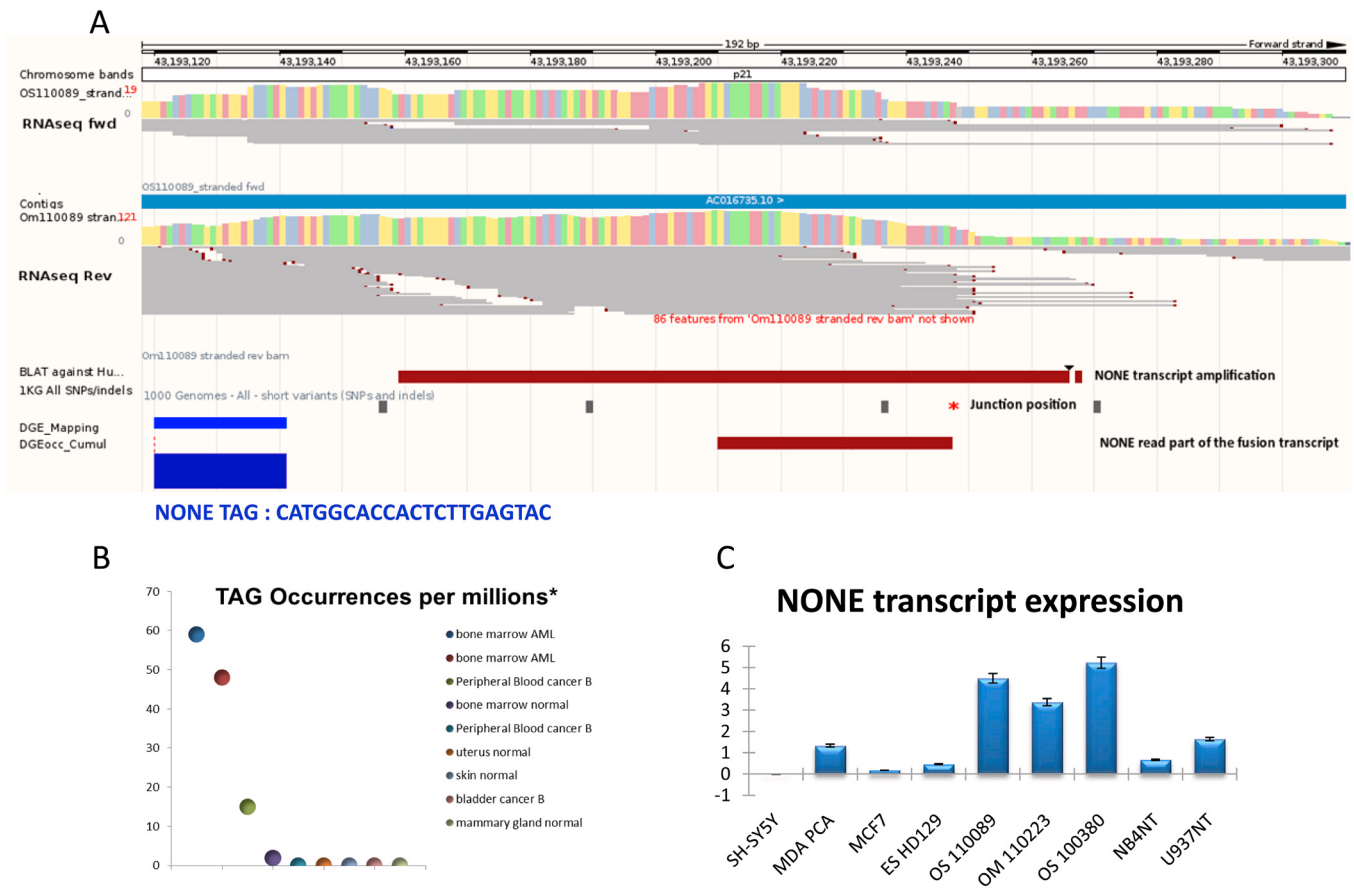 A
192 bp
Forward strand
43,193,120 43,193,140 43,193,160 43,193,180 43,193,200 43,193,220 43,193,240 43,193,260 43,193,280 43,193,300
Chromosome bands
p21
OS110089_strand...
19
0
RNAseq fwd
OS110089_stranded fwd
Contigs
AC016735.10 >
Om110089 stran...
121
0
RNAseq Rev
86 features from 'Om110089 stranded rev bam' not shown
Om110089 stranded rev bam
BLAT against Hu...
NONE transcript amplification
1KG All SNPs/indels
1000 Genomes - All - short variants (SNPs and indels)
* Junction position
DGE_Mapping
DGEocc_Cumul
NONE read part of the fusion transcript
NONE TAG : CATGGCACCACTCTTGAGTAC
B
TAG Occurrences per millions*
70
60
50
40
30
20
10
0
bone marrow AML
bone marrow AML
Peripheral Blood cancer B
bone marrow normal
Peripheral Blood cancer B
uterus normal
skin normal
bladder cancer B
mammary gland normal
C
NONE transcript expression
6
5
4
3
2
1
0
-1
SH-SY5Y
MDA PCA
MCF7
ES HD129
OS 110089
OM 110223
OS 100380
NB4NT
U937NT